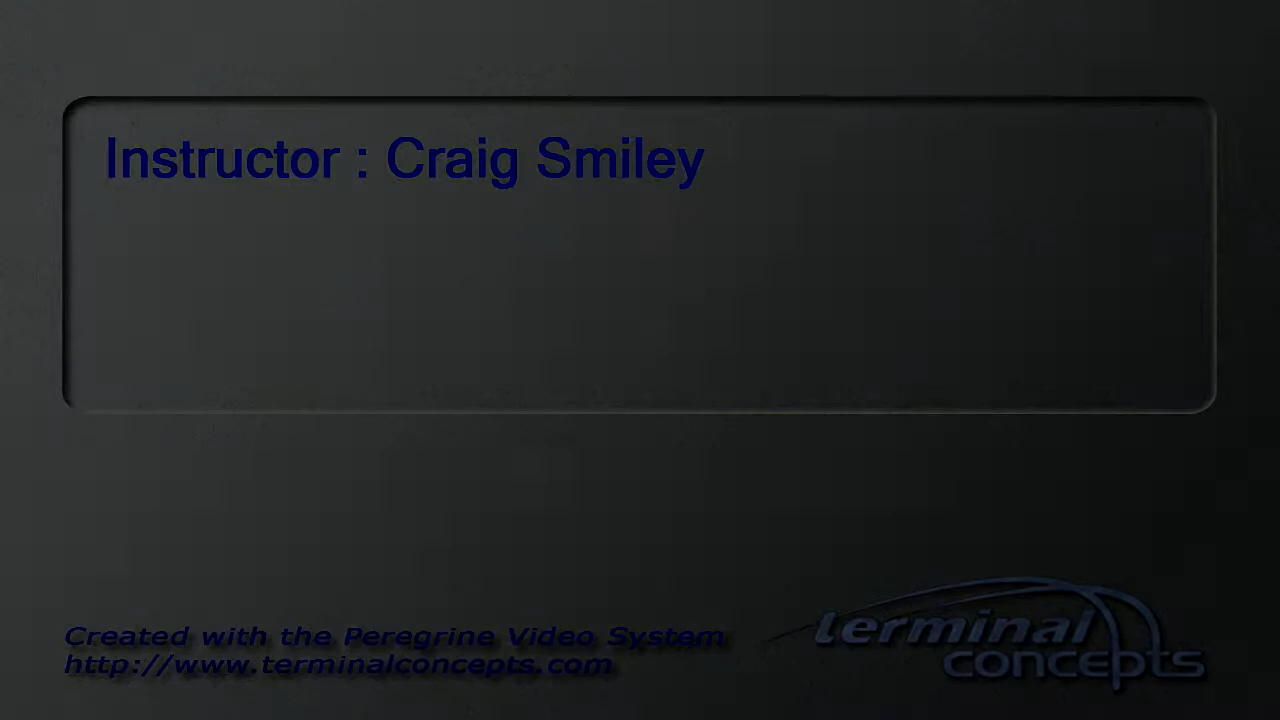 Instructor : Craig Smiley
Created with the Peregrine Video System
http://www.terminalconcepts.com
terminal
concepts